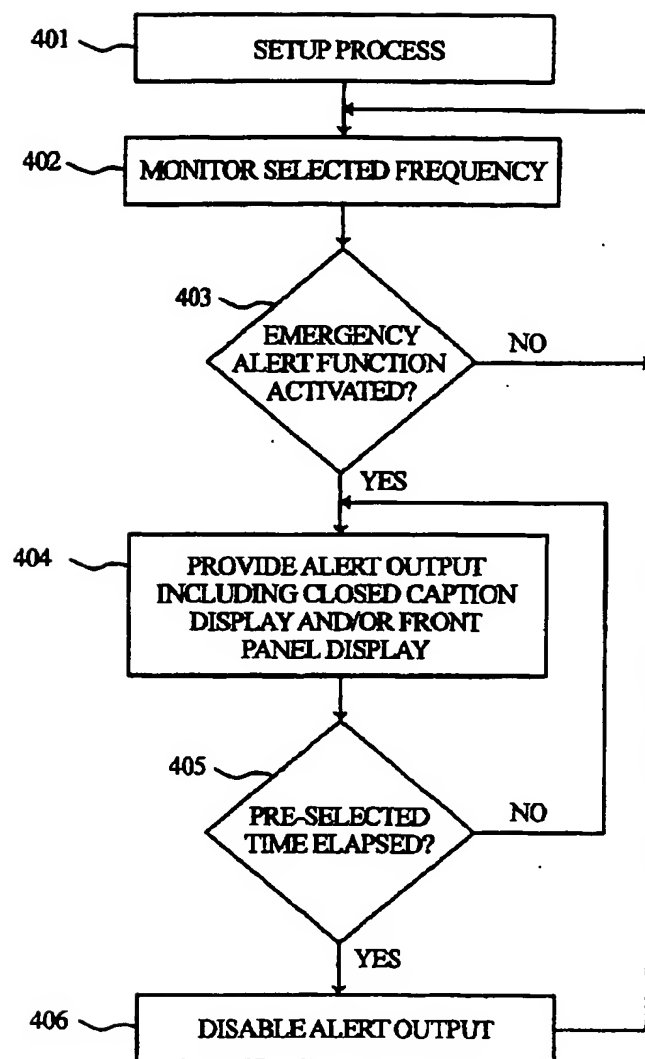 401
SETUP PROCESS
402
MONITOR SELECTED FREQUENCY
403
EMERGENCY
ALERT FUNCTION
ACTIVATED?
NO
YES
404
PROVIDE ALERT OUTPUT
INCLUDING CLOSED CAPTION
DISPLAY AND/OR FRONT
PANEL DISPLAY
405
PRE-SELECTED
TIME ELAPSED?
NO
YES
406
DISABLE ALERT OUTPUT